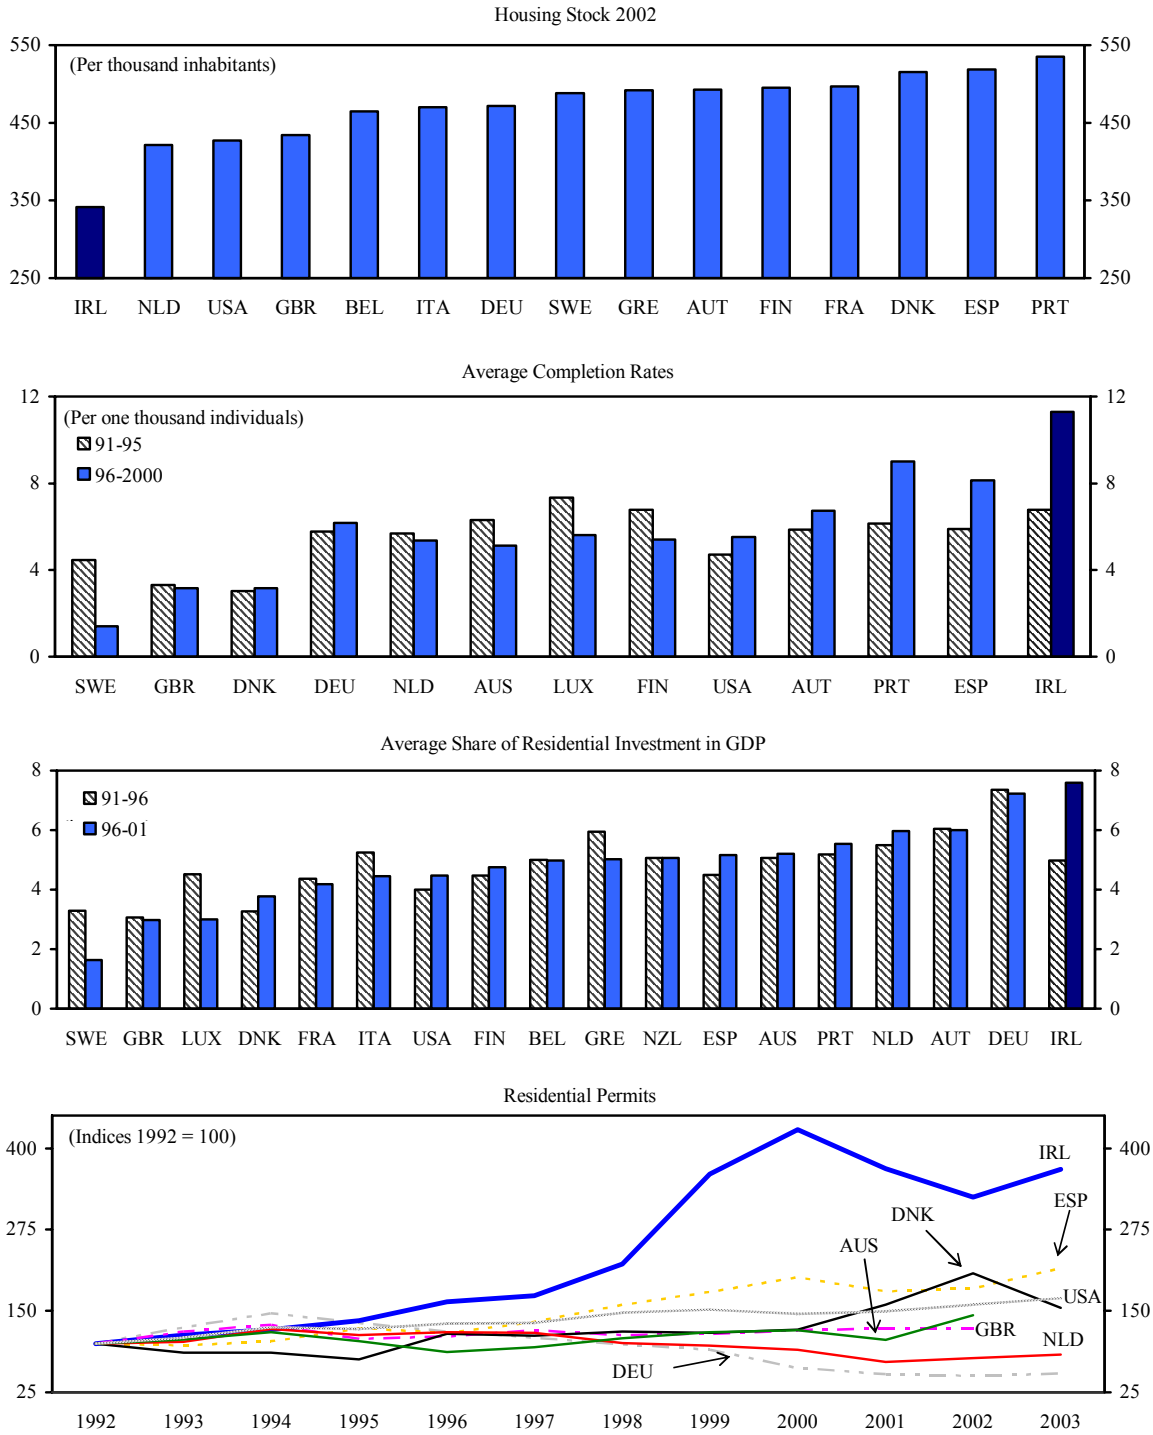 Housing Stock 2002
550 550
(Per thousand inhabitants)
450 450
350 350
250 250
IRL NLD USA GBR BEL ITA DEU SWE GRE AUT FIN FRA DNK ESP PRT
Average Completion Rates
12 12
(Per one thousand individuals)
91-95
96-2000
8 8
4 4
0 0
SWE GBR DNK DEU NLD AUS LUX FIN USA AUT PRT ESP IRL
Average Share of Residential Investment in GDP
8 8
91-96
96-01
6 6
4 4
2 2
0 0
SWE GBR LUX DNK FRA ITA USA FIN BEL GRE NZL ESP AUS PRT NLD AUT DEU IRL
Residential Permits
(Indices 1992 = 100)
400 400
IRL
ESP
DNK
275 275
AUS
USA
150 150
GBR
NLD
DEU
25 25
1992 1993 1994 1995 1996 1997 1998 1999 2000 2001 2002 2003